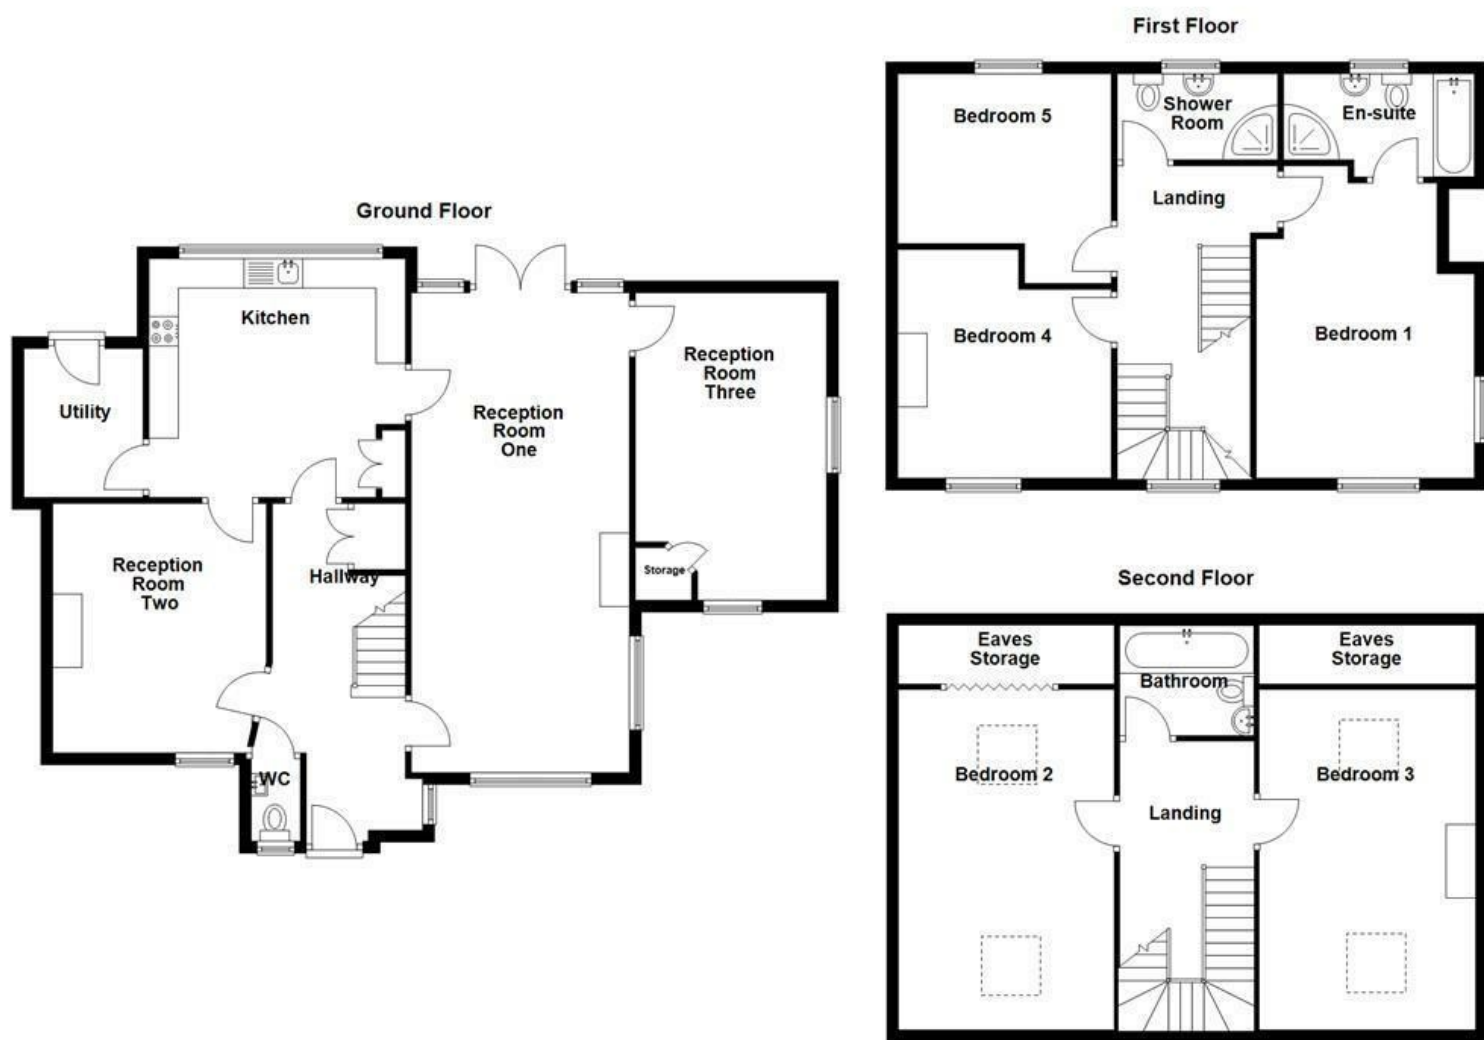 Ground Floor
Kitchen
Utility
Reception
Room
One
Reception
Room
Three
Reception
Room
Two
Hallway
Storage
WC
First Floor
Bedroom 5
Shower
Room
En-suite
Landing
Bedroom 4
Bedroom 1
Second Floor
Eaves
Storage
Bathroom
Eaves
Storage
Bedroom 2
Landing
Bedroom 3